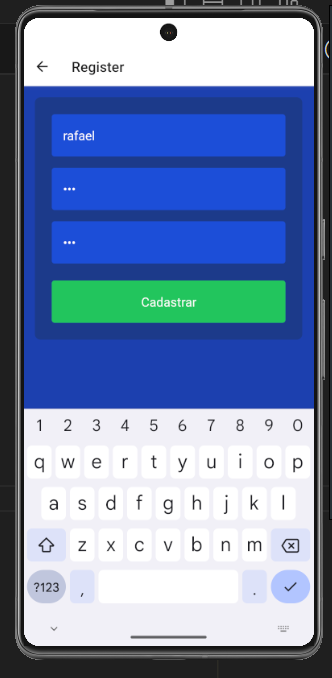 Register
rafael
•••
•••
Cadastrar
1 2 3 4 5 6 7 8 9 0
q w e r t y u i o p
a s d f g h j k l
z x c v b n m
?123 , .